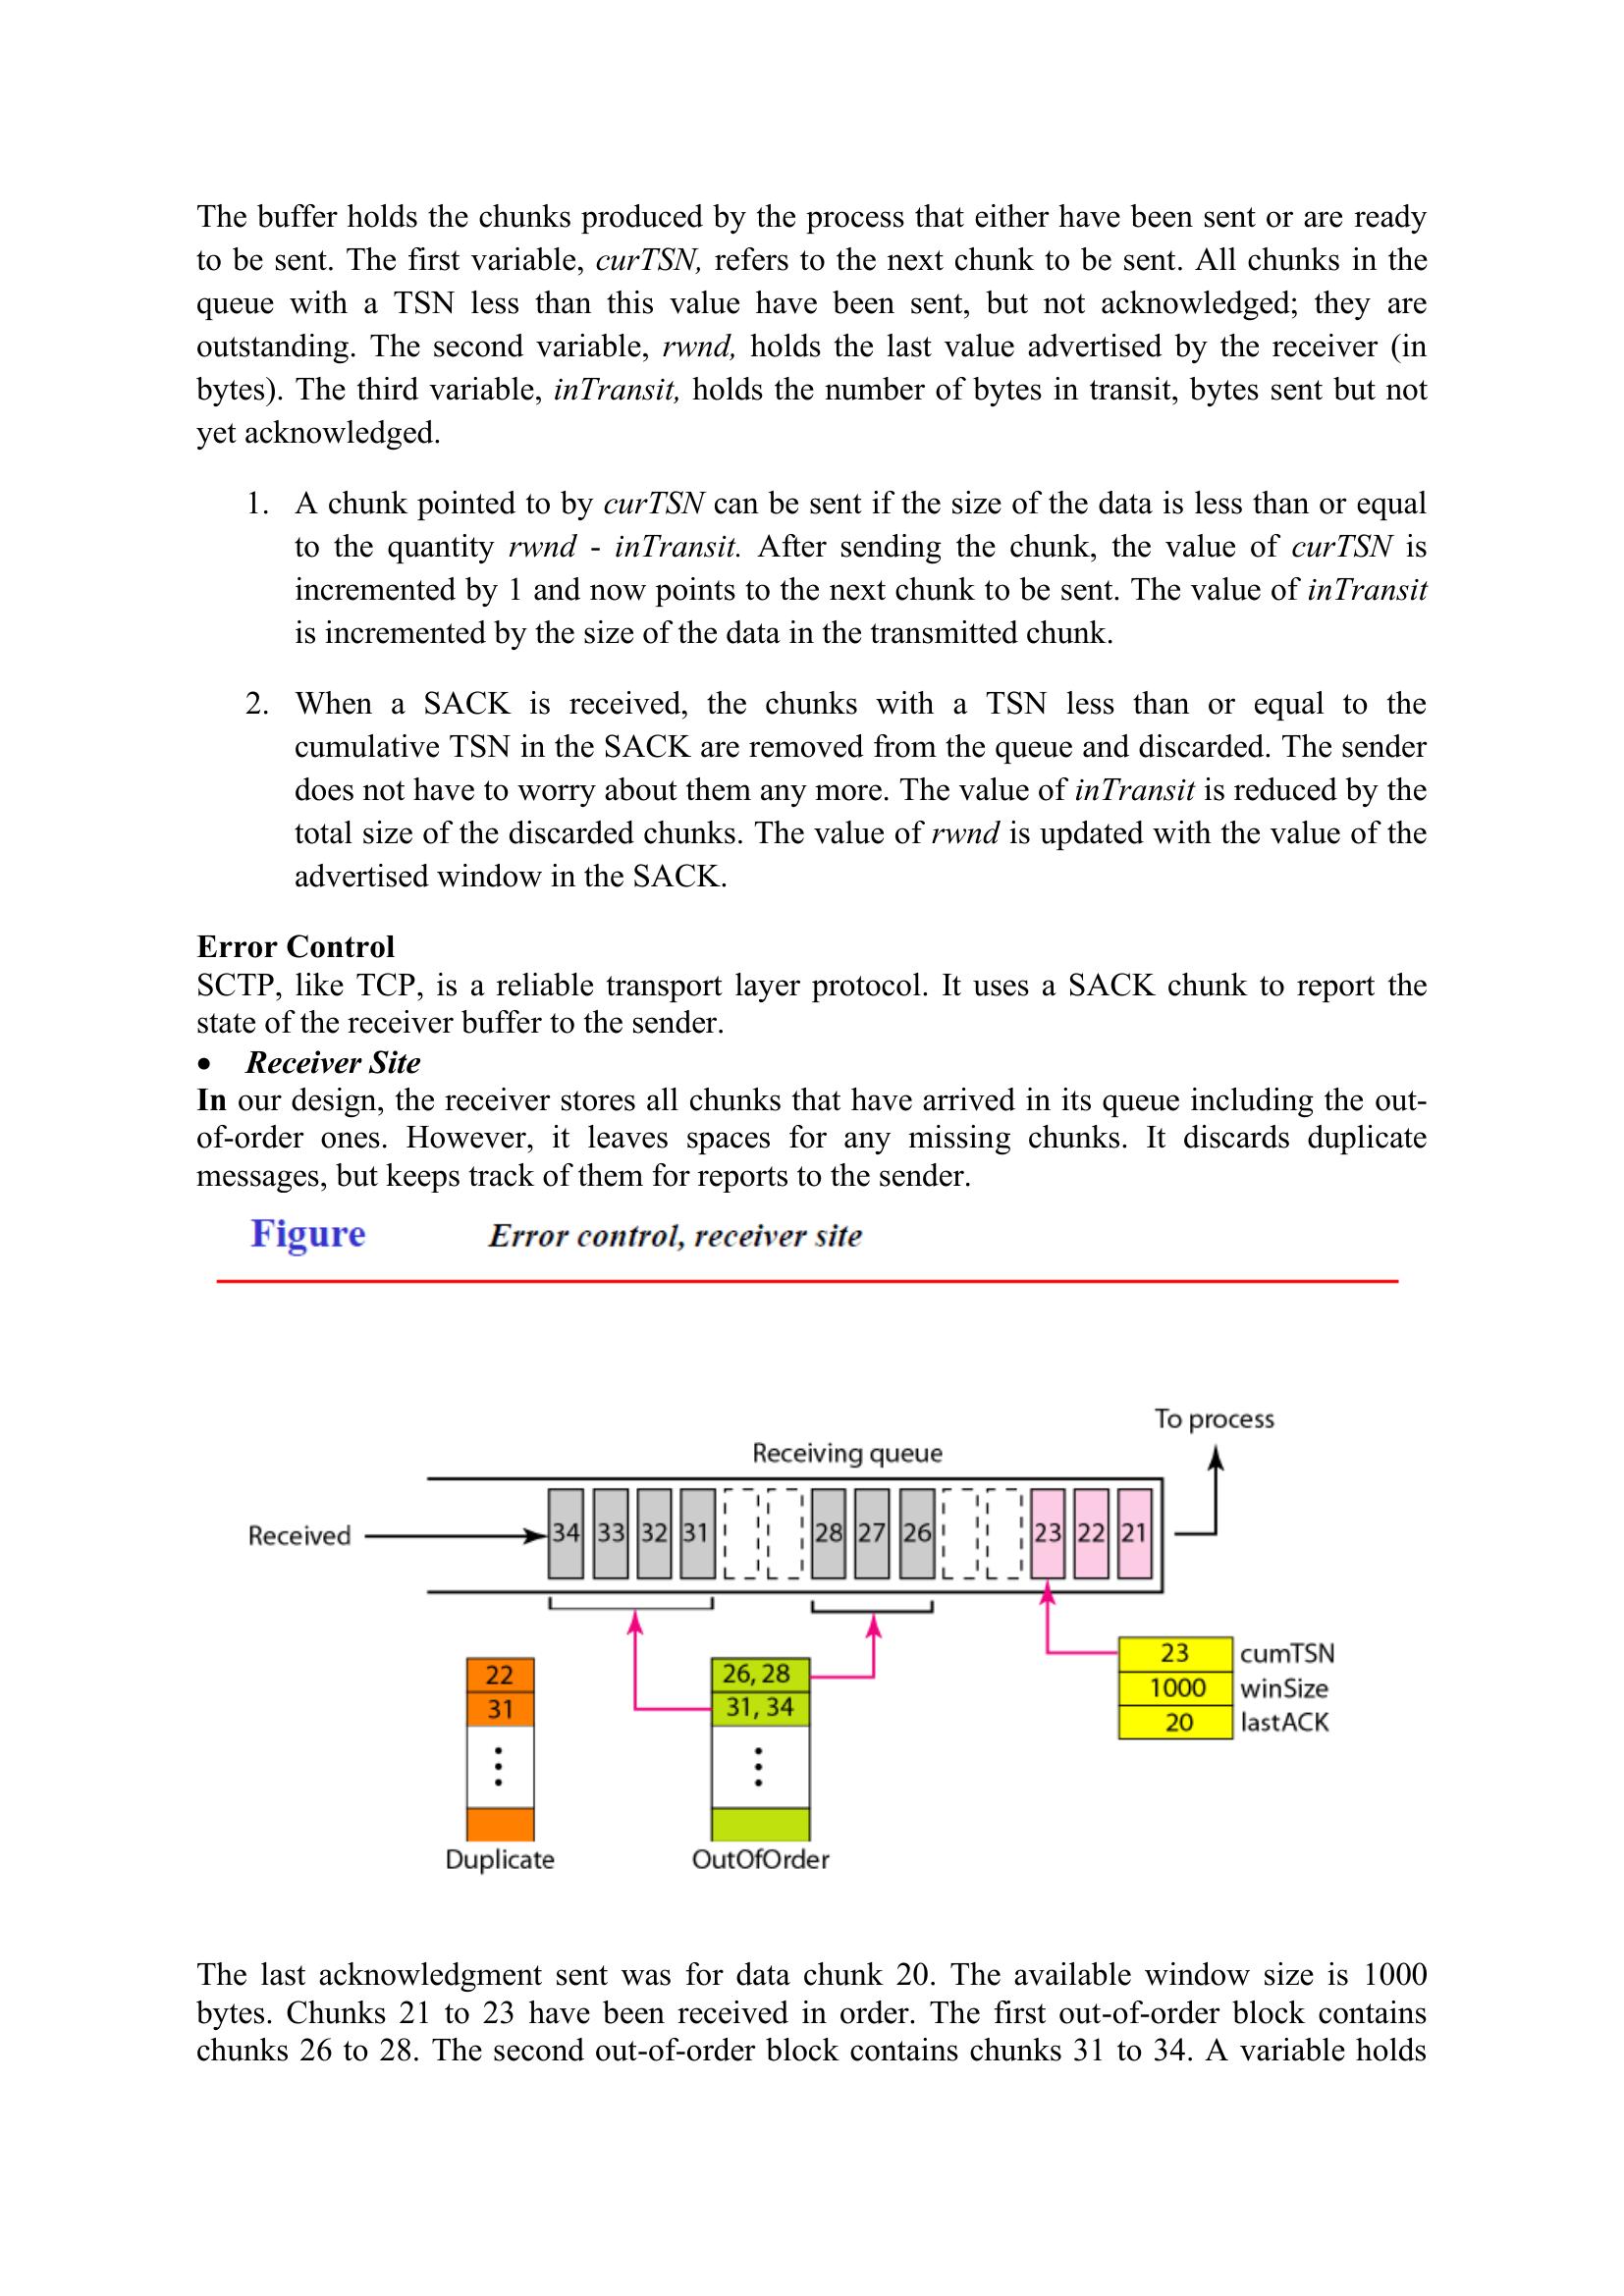 The buffer holds the chunks produced by the process that either have been sent or are ready
to be sent. The first variable, curTSN, refers to the next chunk to be sent. All chunks in the
queue with a TSN less than this value have been sent, but not acknowledged; they are
outstanding. The second variable, rwnd, holds the last value advertised by the receiver (in
bytes). The third variable, inTransit, holds the number of bytes in transit, bytes sent but not
yet acknowledged.
1. A chunk pointed to by curTSN can be sent if the size of the data is less than or equal
to the quantity rwnd - inTransit. After sending the chunk, the value of curTSN is
incremented by 1 and now points to the next chunk to be sent. The value of inTransit
is incremented by the size of the data in the transmitted chunk.
2. When a SACK is received, the chunks with a TSN less than or equal to the
cumulative TSN in the SACK are removed from the queue and discarded. The sender
does not have to worry about them any more. The value of inTransit is reduced by the
total size of the discarded chunks. The value of rwnd is updated with the value of the
advertised window in the SACK.
Error Control
SCTP, like TCP, is a reliable transport layer protocol. It uses a SACK chunk to report the
state of the receiver buffer to the sender.
• Receiver Site
In our design, the receiver stores all chunks that have arrived in its queue including the out-
of-order ones. However, it leaves spaces for any missing chunks. It discards duplicate
messages, but keeps track of them for reports to the sender.
Figure Error control, receiver site
To process
Receiving queue
Received 34 33 32 31 28 27 26 23 22 21
23 cumTSN
1000 winSize
20 lastACK
22
31
26, 28
31, 34
Duplicate
OutOfOrder
The last acknowledgment sent was for data chunk 20. The available window size is 1000
bytes. Chunks 21 to 23 have been received in order. The first out-of-order block contains
chunks 26 to 28. The second out-of-order block contains chunks 31 to 34. A variable holds